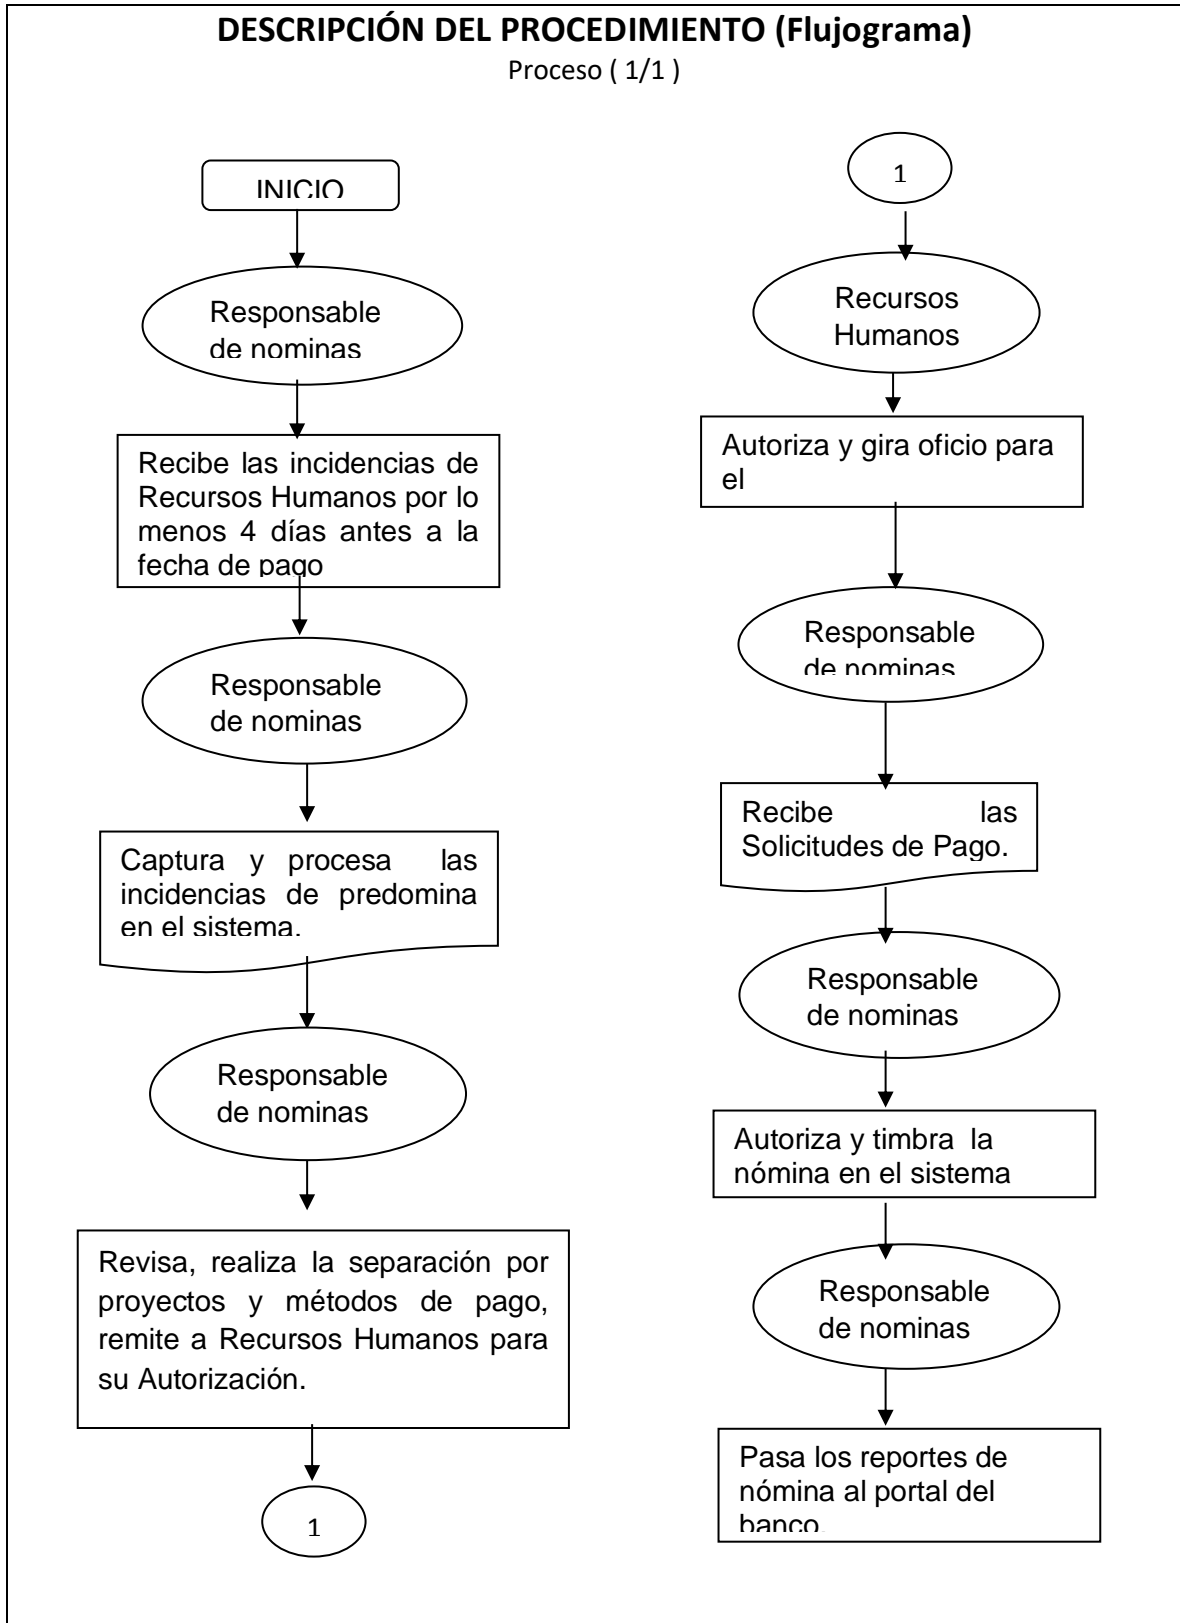 DESCRIPCIÓN DEL PROCEDIMIENTO (Flujograma)
Proceso ( 1/1 )
INICIO
Responsable
de nominas
Recibe las incidencias de
Recursos Humanos por lo
menos 4 días antes a la
fecha de pago
Responsable
de nominas
Captura y procesa las
incidencias de predomina
en el sistema.
Responsable
de nominas
Revisa, realiza la separación por
proyectos y métodos de pago,
remite a Recursos Humanos para
su Autorización.
1
1
Recursos
Humanos
Autoriza y gira oficio para
el
Responsable
de nominas
Recibe las
Solicitudes de Pago.
Responsable
de nominas
Autoriza y timbra la
nómina en el sistema
Responsable
de nominas
Pasa los reportes de
nómina al portal del
banco.